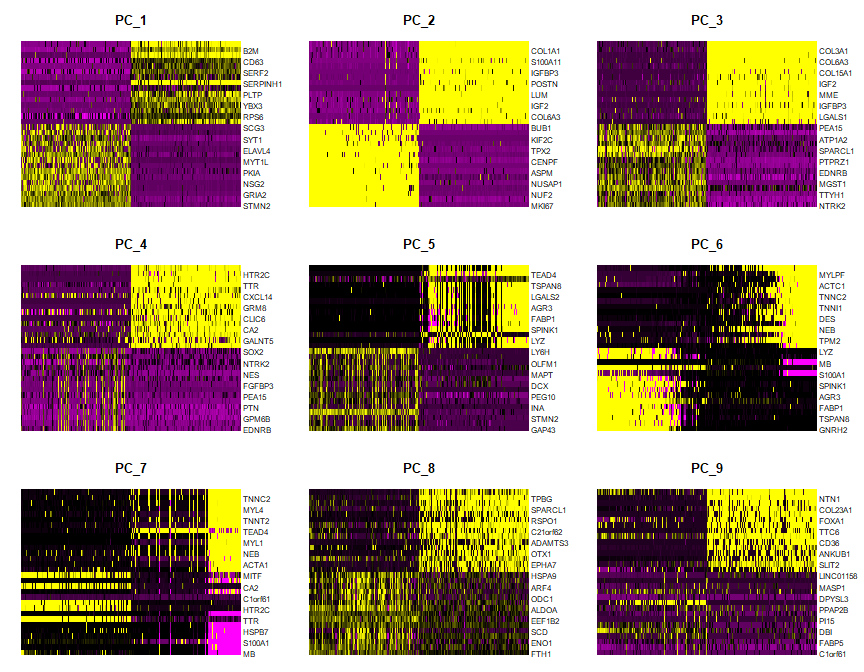 PC_1
B2M
CD63
SERF2
SERPINH1
PLTP
YBX3
RPS6
SCG3
SYT1
ELAVL4
MYT1L
PKIA
NSG2
GRIA2
STMN2
PC_2
COL1A1
S100A11
IGFBP3
POSTN
LUM
IGF2
COL6A3
BUB1
KIF2C
TPX2
CENPF
ASPM
NUSAP1
NUF2
MKI67
PC_3
COL3A1
COL6A3
COL15A1
IGF2
MME
IGFBP3
LGALS1
PEA15
ATP1A2
SPARCL1
PTPRZ1
EDNRB
MGST1
TTYH1
NTRK2
PC_4
HTR2C
TTR
CXCL14
GRM8
CLIC6
CA2
GALNT5
SOX2
NTRK2
NES
FGFBP3
PEA15
PTN
GPM6B
EDNRB
PC_5
TEAD4
TSPAN8
LGALS2
AGR3
FABP1
SPINK1
LYZ
LY6H
OLFM1
MAPT
DCX
PEG10
INA
STMN2
GAP43
PC_6
MYLPF
ACTC1
TNNC2
TNNI1
DES
NEB
TPM2
LYZ
MB
S100A1
SPINK1
AGR3
FABP1
TSPAN8
GNRH2
PC_7
TNNC2
MYL4
TNNT2
TEAD4
MYL1
NEB
ACTA1
MITF
CA2
C1orf61
HTR2C
TTR
HSPB7
S100A1
MB
PC_8
TPBG
SPARCL1
RSPO1
C21orf62
ADAMTS3
OTX1
EPHA7
HSPA9
ARF4
ODC1
ALDOA
EEF1B2
SCD
ENO1
FTH1
PC_9
NTN1
COL23A1
FOXA1
TTC6
CD36
ANKUB1
SLIT2
LINC01158
MASP1
DPYSL3
PPAP2B
PI15
DBI
FABP5
C1orf61